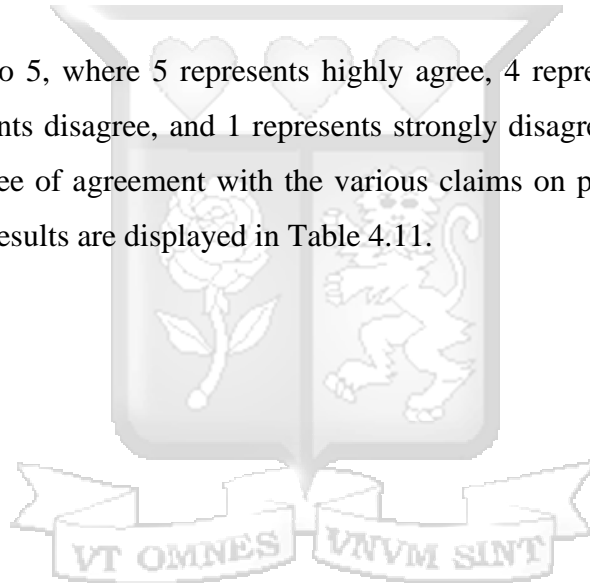 o 5, where 5 represents highly agree, 4 repre
nts disagree, and 1 represents strongly disagre
ee of agreement with the various claims on p
esults are displayed in Table 4.11.
VT OMNES VNVM SINT